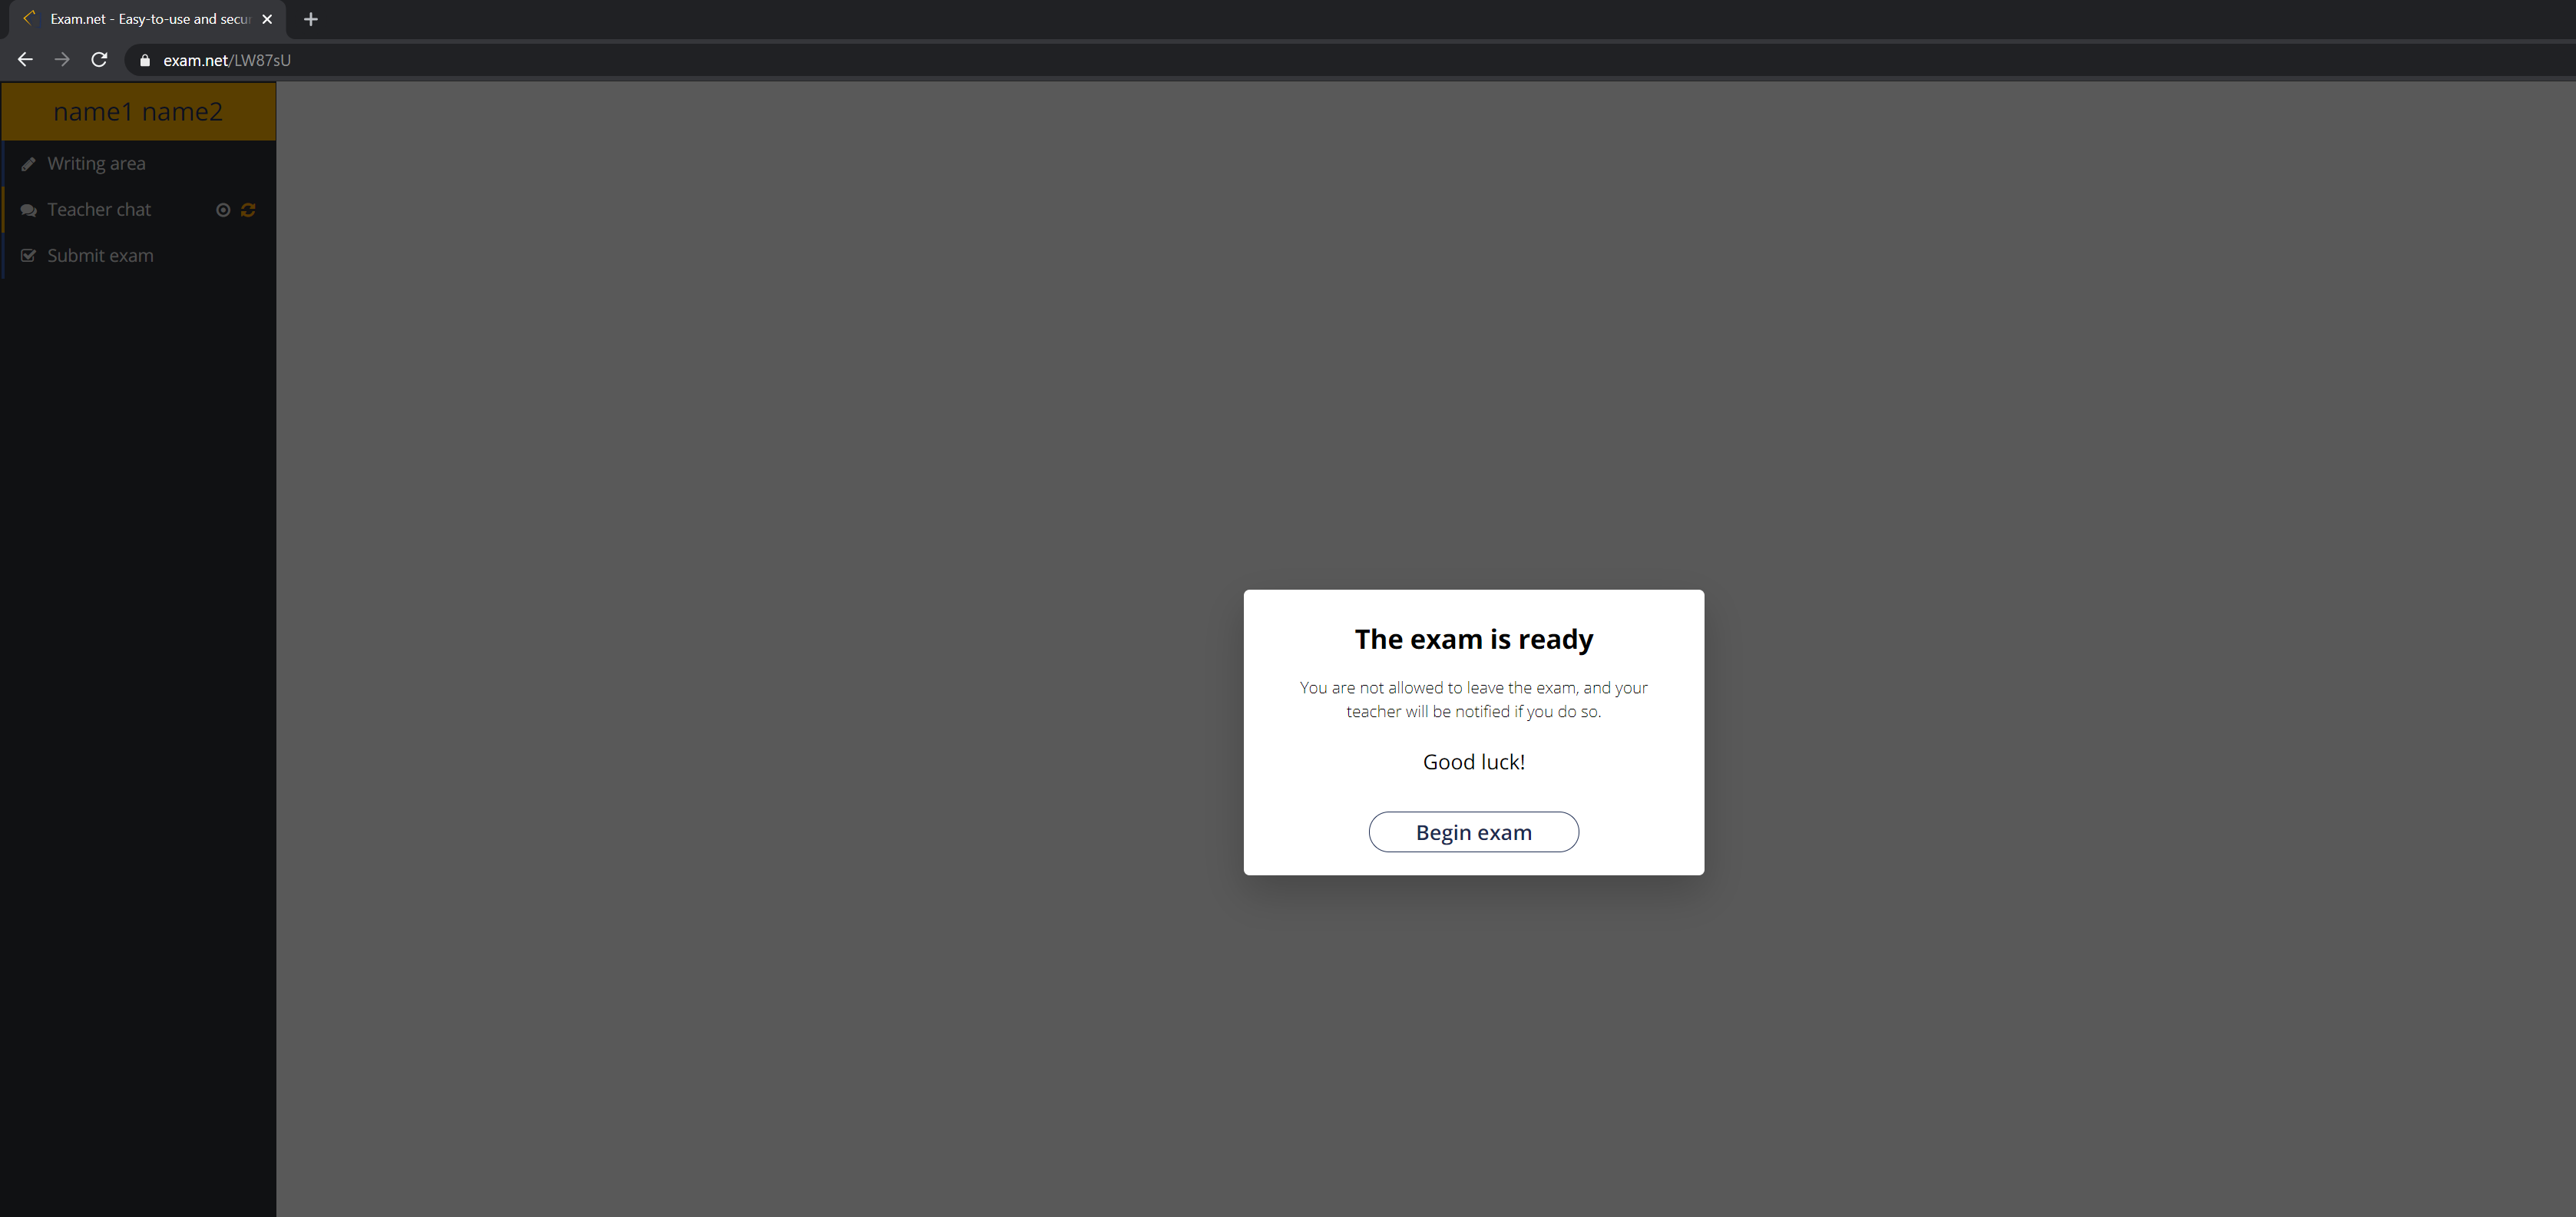 Exam.net - Easy-to-use and secu
exam.net/LW87sU
name1 name2
Writing area
Teacher chat
Submit exam
The exam is ready
You are not allowed to leave the exam, and your
teacher will be notified if you do so.
Good luck!
Begin exam